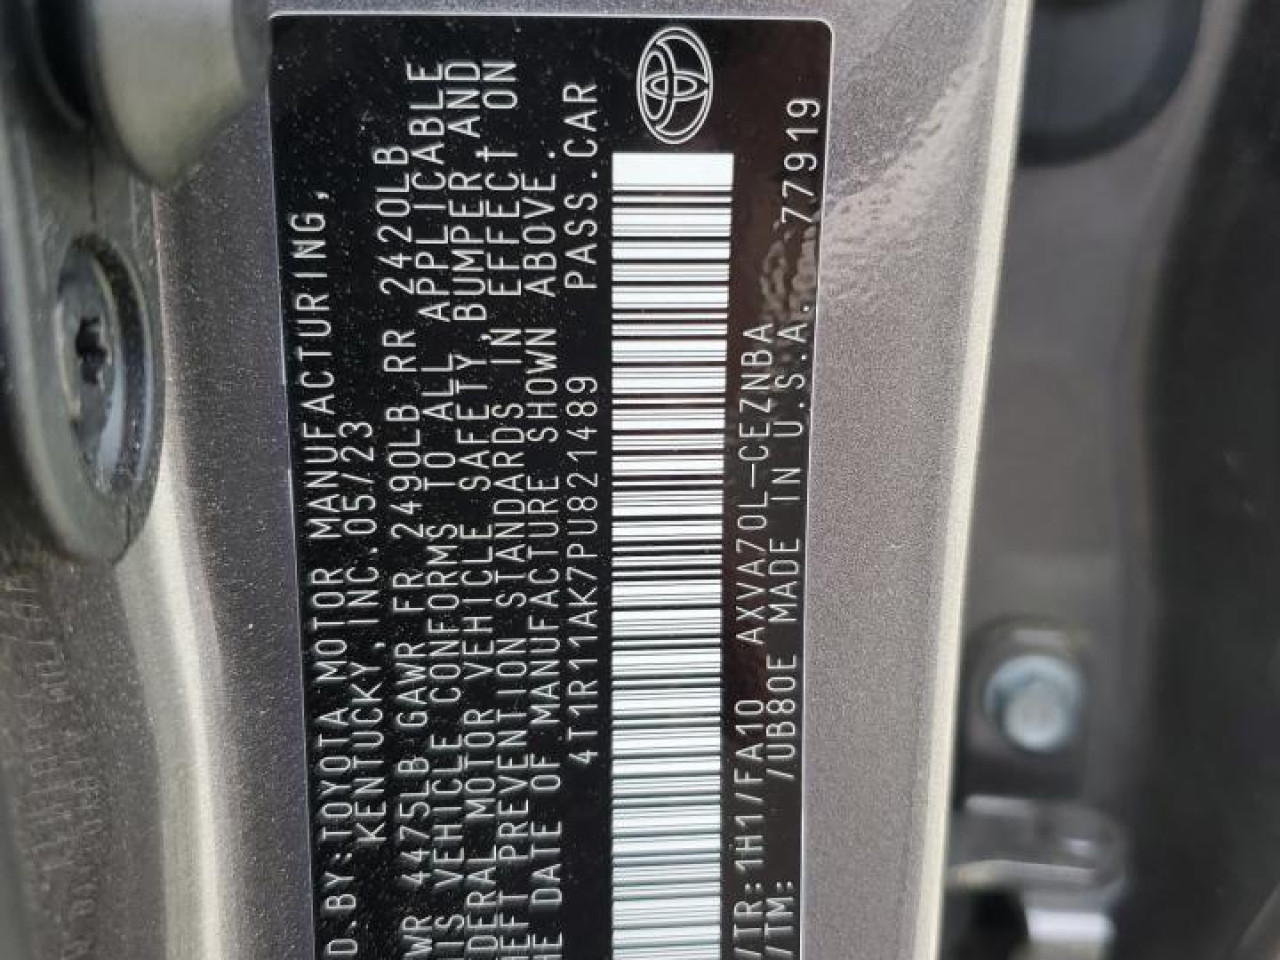 D.BY:TOYOTA MOTOR MANUFACTURING,
KENTUCKY, INC. 05/23
WR 4475LB GAWR FR 2490LB RR 2420LB
IS VEHICLE CONFORMS TO ALL APPLICABLE
DERAL MOTOR VEHICLE SAFETY, BUMPER, AND
EFT PREVENTION STANDARDS IN EFFECT ON
HE DATE OF MANUFACTURE SHOWN ABOVE.
4T1R11AK7PU821489 PASS.CAR
/TR:1H1/FA10 AXVA70L-CEZNBA
/TM: /UB80E MADE IN U.S.A. 77919